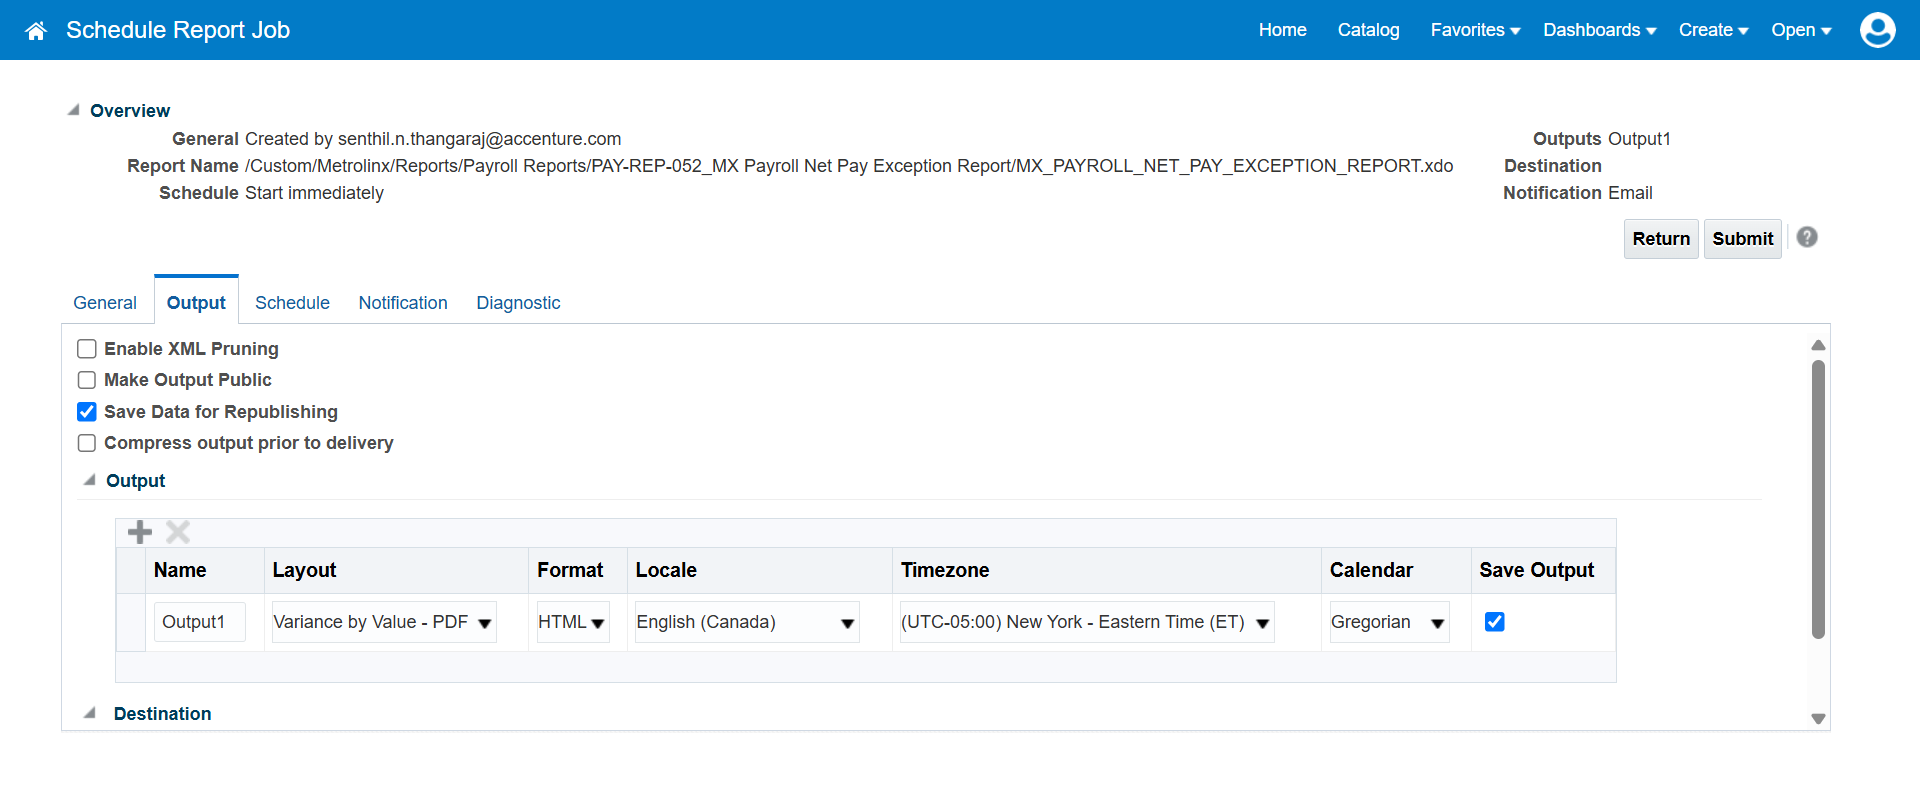 Schedule Report Job
Home Catalog Favorites Dashboards Create Open
Overview
General Created by senthil.n.thangaraj@accenture.com
Report Name /Custom/Metrolinx/Reports/Payroll Reports/PAY-REP-052_MX Payroll Net Pay Exception Report/MX_PAYROLL_NET_PAY_EXCEPTION_REPORT.xdo
Schedule Start immediately
Outputs Output1
Destination
Notification Email
Return Submit ?
General Output Schedule Notification Diagnostic
Enable XML Pruning
Make Output Public
Save Data for Republishing
Compress output prior to delivery
Output
Name Layout Format Locale Timezone Calendar Save Output
Output1 Variance by Value - PDF HTML English (Canada) (UTC-05:00) New York - Eastern Time (ET) Gregorian
Destination